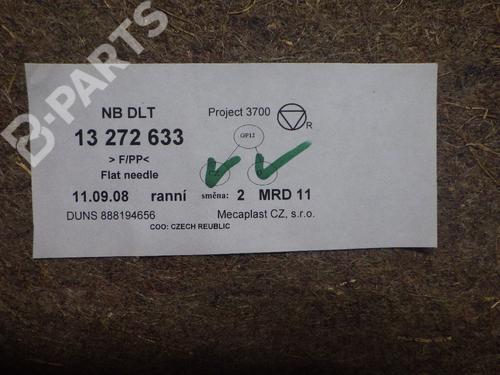 NB DLT
Project 3700
R
13 272 633
GP12
> F/PP<
Flat needle
11.09.08 ranní směna: 2 MRD 11
DUNS 888194656
Mecaplast CZ, s.r.o.
COO: CZECH REUBLIC
B-PARTS